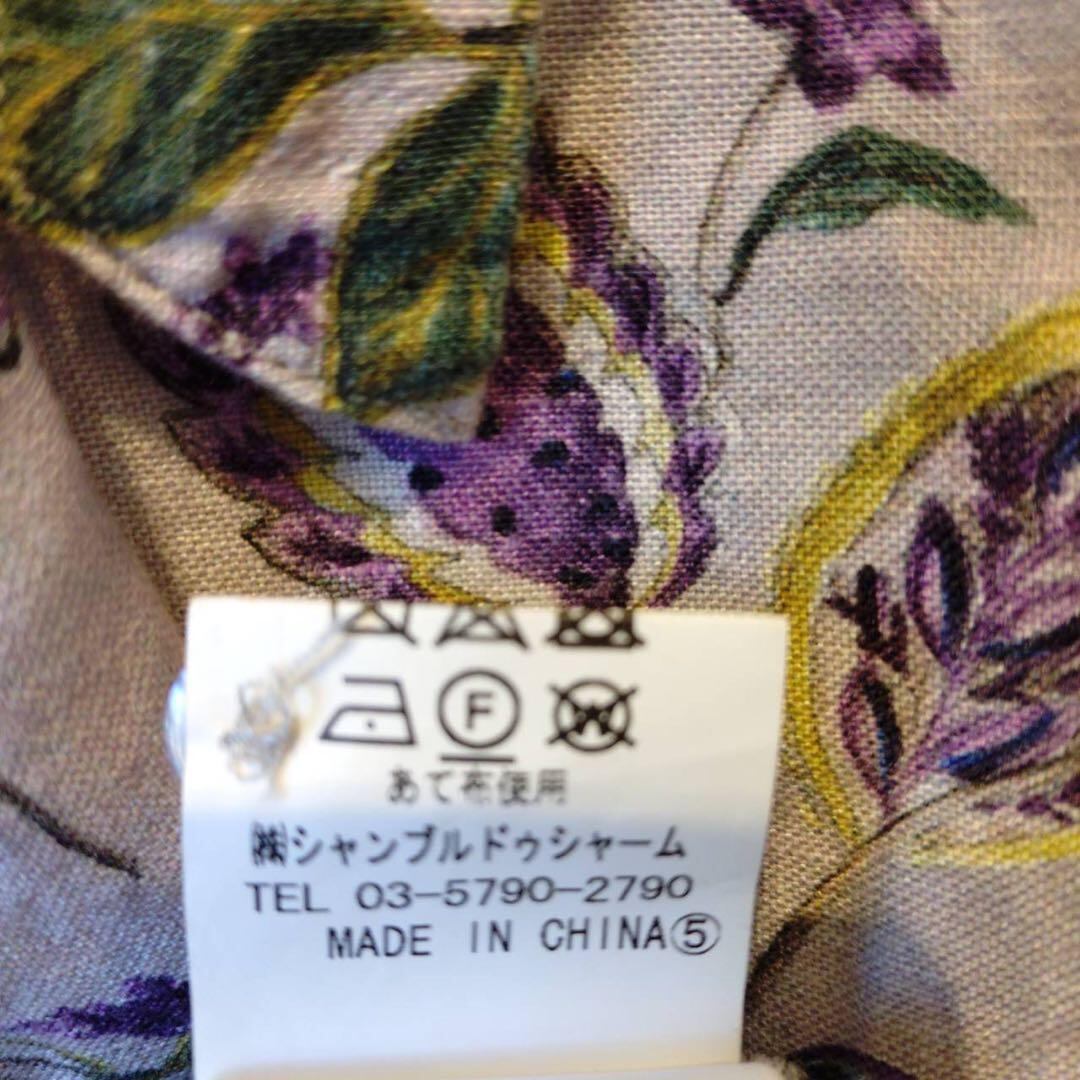 F W
あて布使用
㈱シャンブルドゥシャーム
TEL 03-5790-2790
MADE IN CHINA⑤